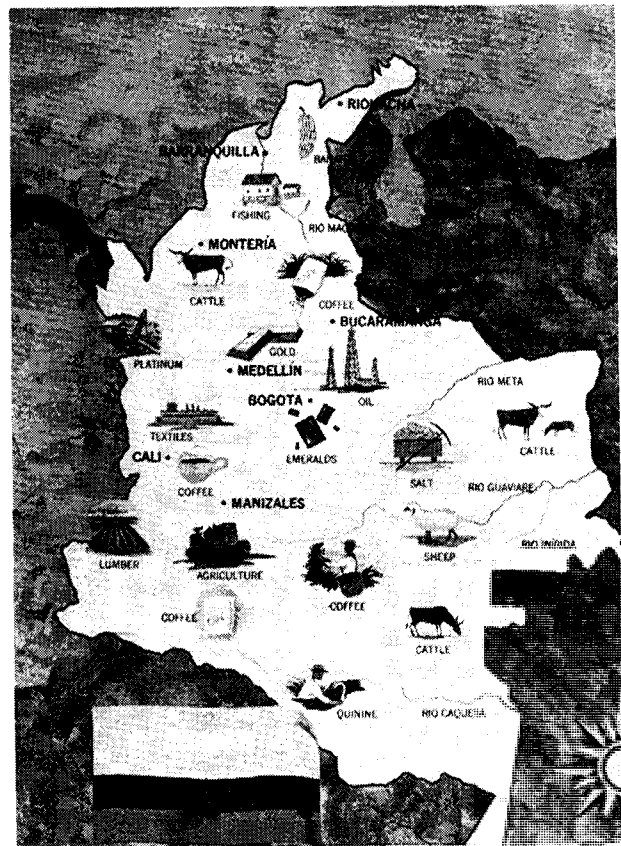 RIOHACHA
BARRANQUILLA
FISHING
MONTERÍA
CATTLE
COFFEE
BUCARAMANGA
GOLD
PLATINUM
MEDELLÍN
OIL
RIO META
BOGOTA
TEXTILES
EMERALDS
CATTLE
CALI
COFFEE
SALT
RIO GUAVIARE
MANIZALES
SHEEP
RIO INIRIDA
LUMBER
AGRICULTURE
COFFEE
COFFEE
CATTLE
QUININE
RIO CAQUETA